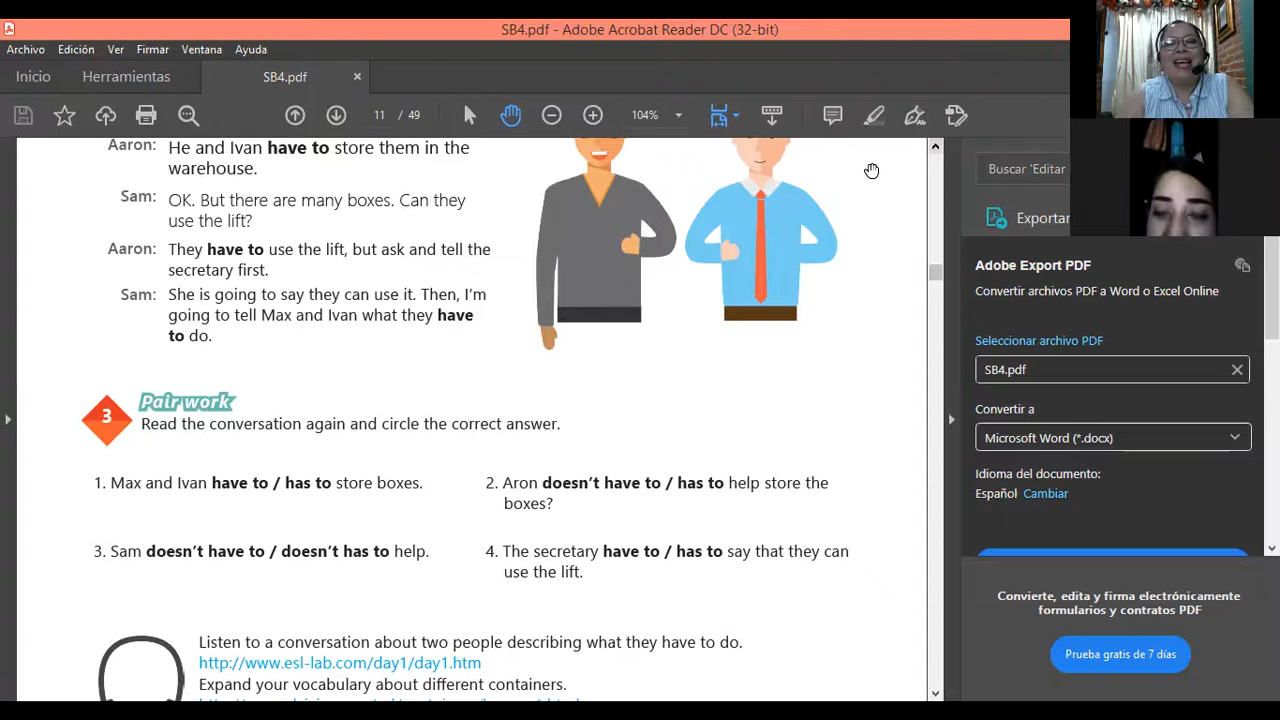 SB4.pdf - Adobe Acrobat Reader DC (32-bit)
Archivo Edición Ver Firmar Ventana Ayuda
Inicio Herramientas SB4.pdf ×
11 / 49 104%
Aaron: He and Ivan have to store them in the
warehouse.
Sam: OK. But there are many boxes. Can they
use the lift?
Aaron: They have to use the lift, but ask and tell the
secretary first.
Sam: She is going to say they can use it. Then, I'm
going to tell Max and Ivan what they have
to do.
3 Pair work
Read the conversation again and circle the correct answer.
1. Max and Ivan have to / has to store boxes.
2. Aron doesn't have to / has to help store the
boxes?
3. Sam doesn't have to / doesn't has to help.
4. The secretary have to / has to say that they can
use the lift.
Listen to a conversation about two people describing what they have to do.
http://www.esl-lab.com/day1/day1.htm
Expand your vocabulary about different containers.
Buscar 'Editar
Exportar
Adobe Export PDF
Convertir archivos PDF a Word o Excel Online
Seleccionar archivo PDF
SB4.pdf
Convertir a
Microsoft Word (*.docx)
Idioma del documento:
Español Cambiar
Convierte, edita y firma electrónicamente
formularios y contratos PDF
Prueba gratis de 7 días